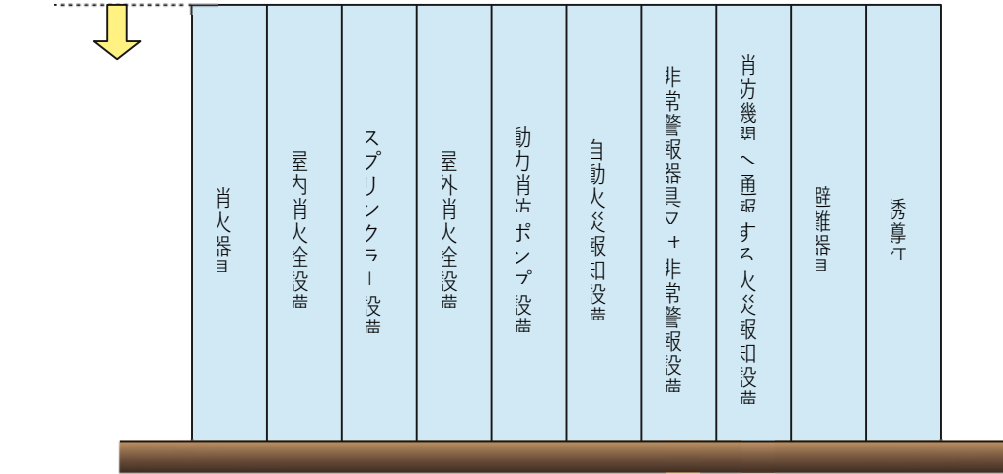 消火器具
屋内消火栓設備
スプリンクラー設備
屋外消火栓設備
動力消防ポンプ設備
自動火災報知設備
非常警報器具又は非常警報設備
消防機関へ通報する火災報知設備
避難器具
誘導灯